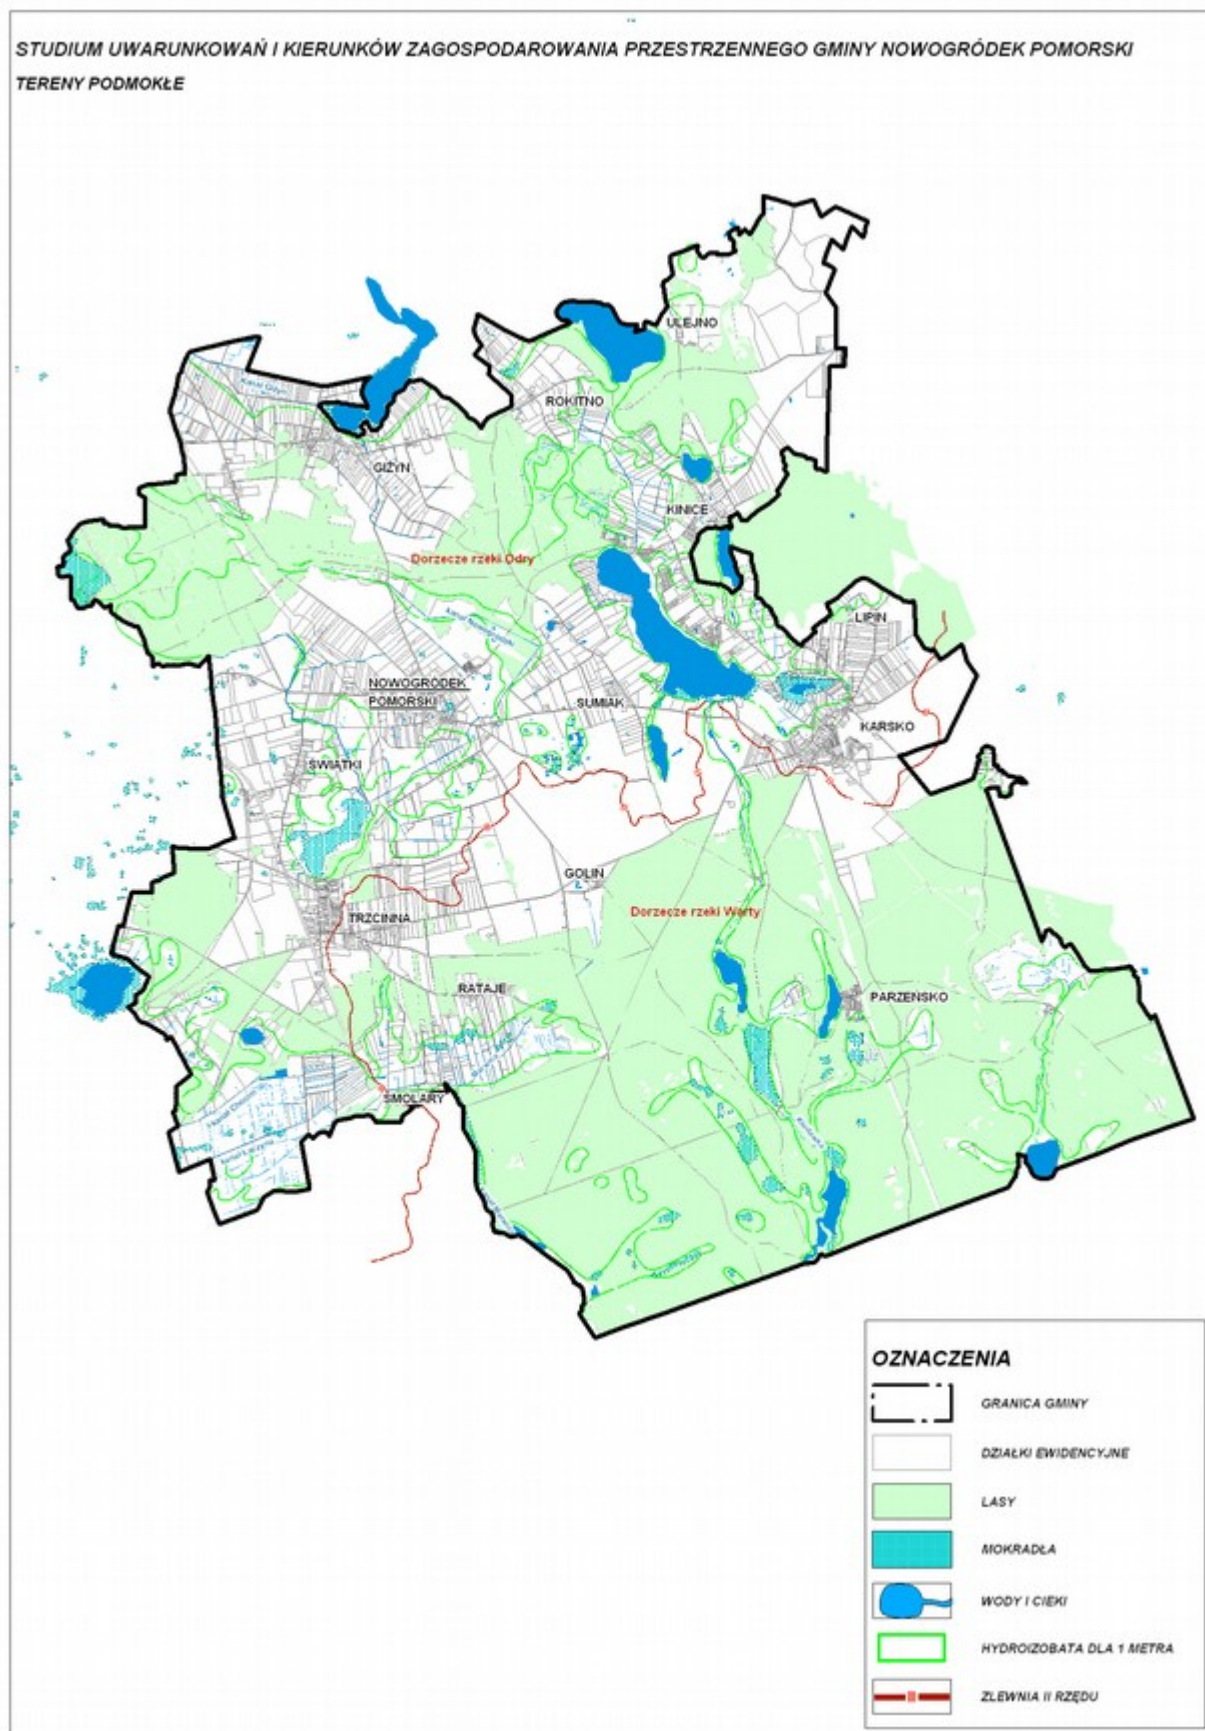 STUDIUM UWARUNKOWAŃ I KIERUNKÓW ZAGOSPODAROWANIA PRZESTRZENNEGO GMINY NOWOGRÓDEK POMORSKI
TERENY PODMOKŁE
ULEJNO
ROKITNO
Kanał Giżyn
GIŻYN
KINICE
Dorzecze rzeki Odry
LIPIN
NOWOGRÓDEK
POMORSKI
SUMIAK
KARSKO
ŚWIĄTKI
GOLIN
Dorzecze rzeki Warty
TRZCINNA
RATAJE
PARZEŃSKO
SMOLARY
OZNACZENIA
GRANICA GMINY
DZIAŁKI EWIDENCYJNE
LASY
MOKRADŁA
WODY I CIEKI
HYDROIZOBATA DLA 1 METRA
ZLEWNIA II RZĘDU